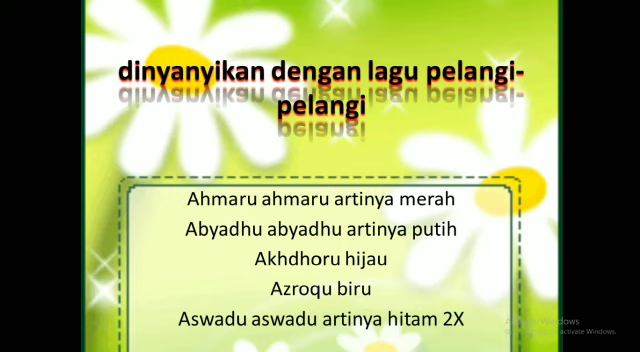 dinyanyikan dengan lagu pelangi-
pelangi
Ahmaru ahmaru artinya merah
Abyadhu abyadhu artinya putih
Akhdhoru hijau
Azroqu biru
Aswadu aswadu artinya hitam 2X